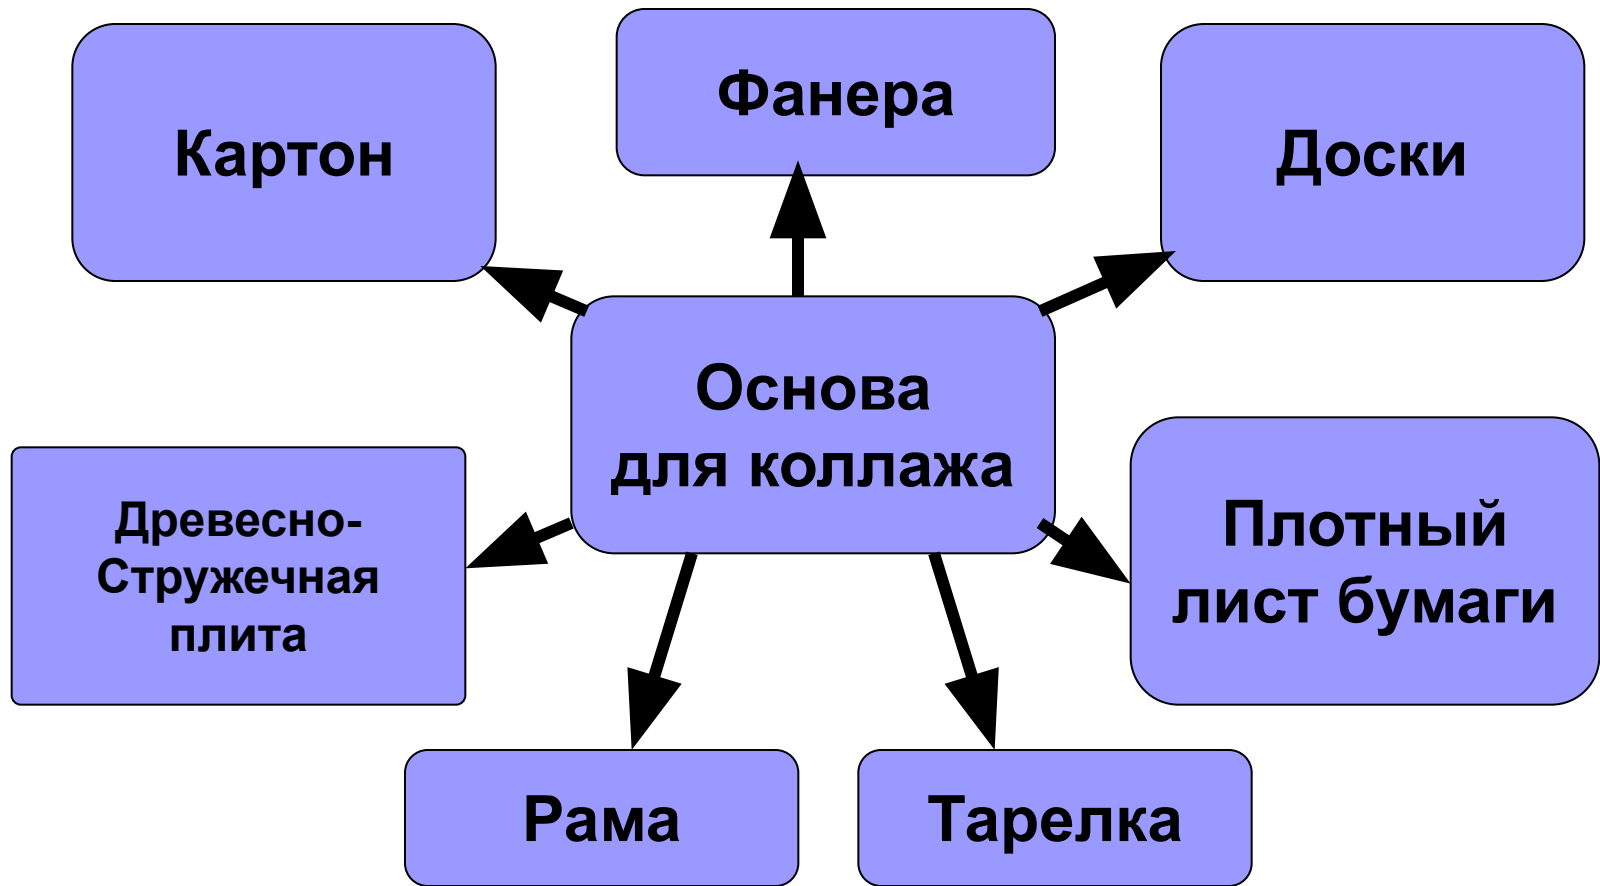 Картон
Фанера
Доски
Основа
для коллажа
Древесно-
Стружечная
плита
Плотный
лист бумаги
Рама
Тарелка